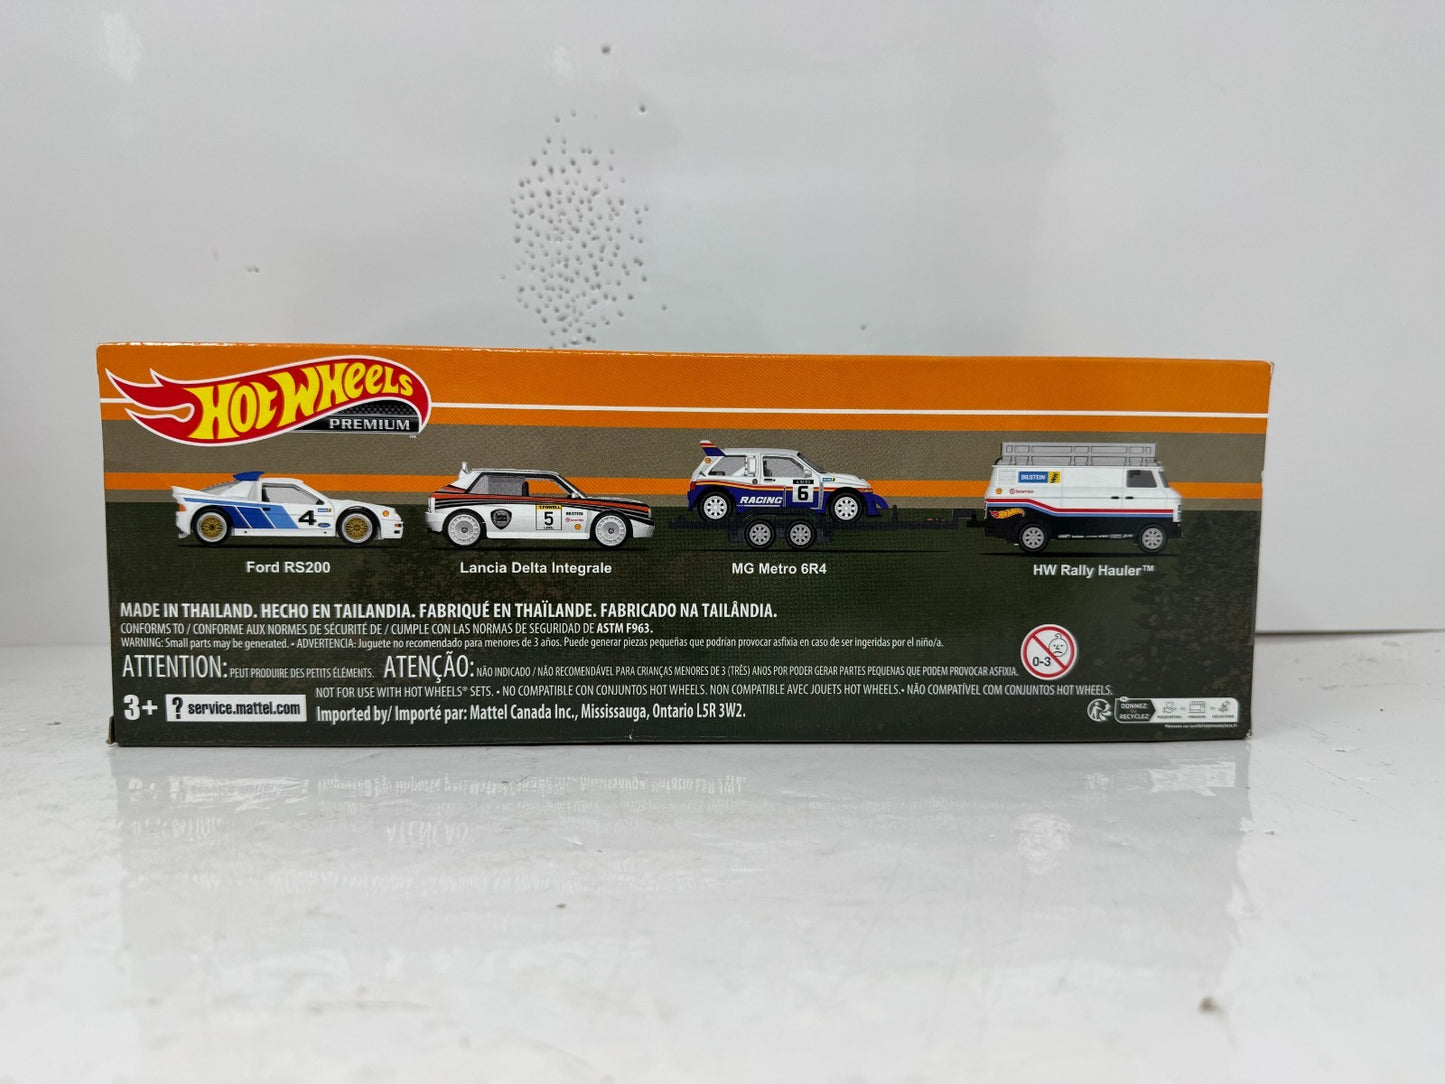 HOT WHEELS
PREMIUM
4
5
RACING 6
BILSTEIN
Ford RS200
Lancia Delta Integrale
MG Metro 6R4
HW Rally Hauler™
MADE IN THAILAND. HECHO EN TAILANDIA. FABRIQUÉ EN THAÏLANDE. FABRICADO NA TAILÂNDIA.
CONFORMS TO / CONFORME AUX NORMES DE SÉCURITÉ DE / CUMPLE CON LAS NORMAS DE SEGURIDAD DE ASTM F963.
WARNING: Small parts may be generated. • ADVERTENCIA: Juguete no recomendado para menores de 3 años. Puede generar piezas pequeñas que podrían provocar asfixia en caso de ser ingeridas por el niño/a.
ATTENTION: PEUT PRODUIRE DES PETITS ÉLÉMENTS. ATENÇÃO: NÃO INDICADO / NÃO RECOMENDÁVEL PARA CRIANÇAS MENORES DE 3 (TRÊS) ANOS POR PODER GERAR PARTES PEQUENAS QUE PODEM PROVOCAR ASFIXIA.
0-3
NOT FOR USE WITH HOT WHEELS® SETS. • NO COMPATIBLE CON CONJUNTOS HOT WHEELS. NON COMPATIBLE AVEC JOUETS HOT WHEELS. • NÃO COMPATÍVEL COM CONJUNTOS HOT WHEELS.
3+ ? service.mattel.com
Imported by/ Importé par: Mattel Canada Inc., Mississauga, Ontario L5R 3W2.
DONNEZ
RECYCLEZ